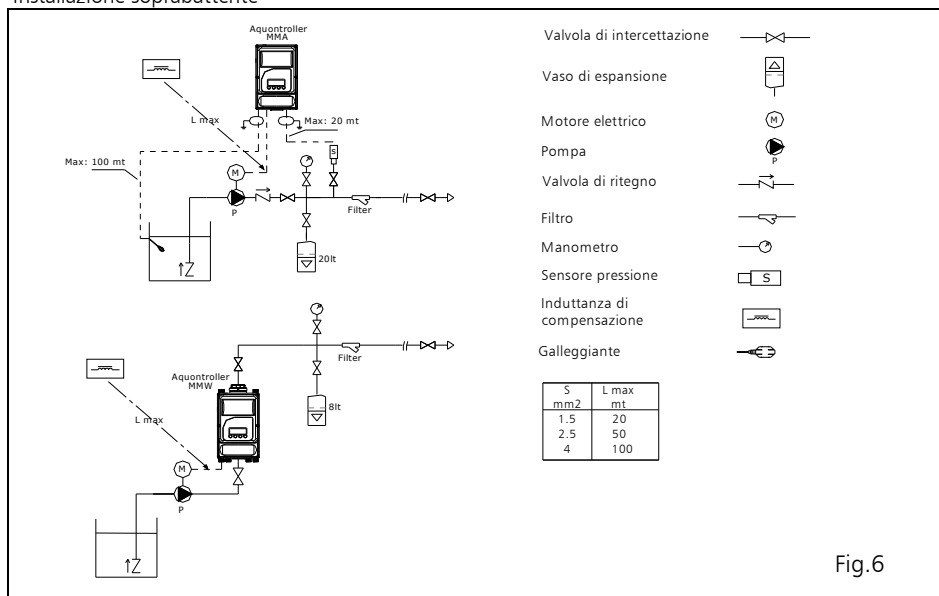 Installazione soprabattente
Aquontroller
MMA
L max
Max: 20 mt
Max: 100 mt
S
M
P
Filter
20lt
Aquontroller
MMW
L max
Filter
8lt
M
P
Valvola di intercettazione
Vaso di espansione
Motore elettrico
M
Pompa
P
Valvola di ritegno
Filtro
Manometro
Sensore pressione
S
Induttanza di
compensazione
Galleggiante
S L max
mm2 mt
1.5 20
2.5 50
4 100
Fig.6